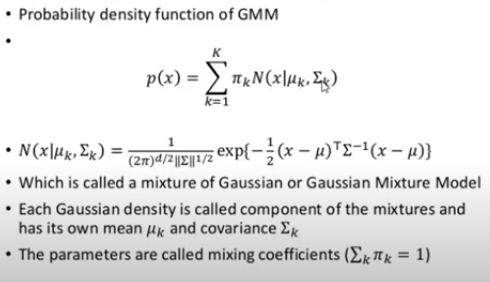 • Probability density function of GMM
•
p(x) = ∑_{k=1}^{K} π_k N(x|μ_k, Σ_k)
• N(x|μ_k, Σ_k) = 1/((2π)^{d/2}‖Σ‖^{1/2}) exp{−1/2 (x − μ)^⊤Σ^{−1}(x − μ)}
• Which is called a mixture of Gaussian or Gaussian Mixture Model
• Each Gaussian density is called component of the mixtures and
has its own mean μ_k and covariance Σ_k
• The parameters are called mixing coefficients (Σ_k π_k = 1)